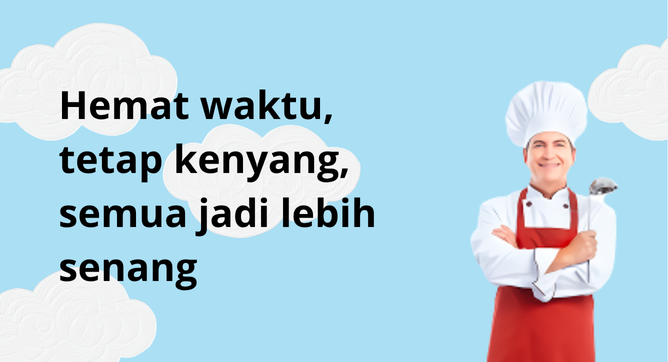 Hemat waktu,
tetap kenyang,
semua jadi lebih
senang